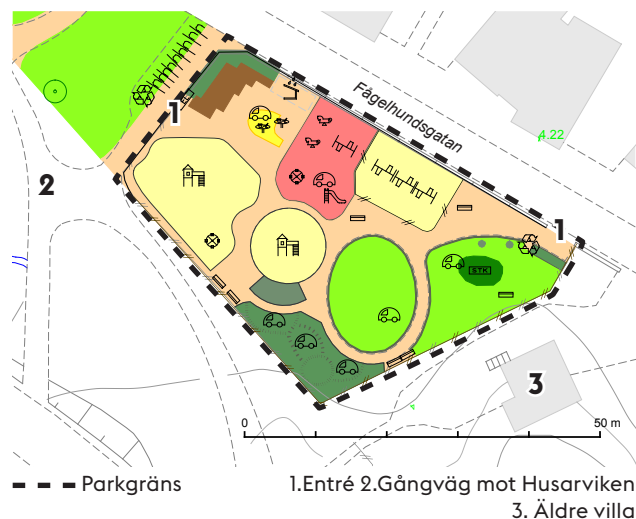 Fågelhundsgatan
4.22
1
2
1
STK
3
0
50 m
Parkgräns
1.Entré 2.Gångväg mot Husarviken
3. Äldre villa